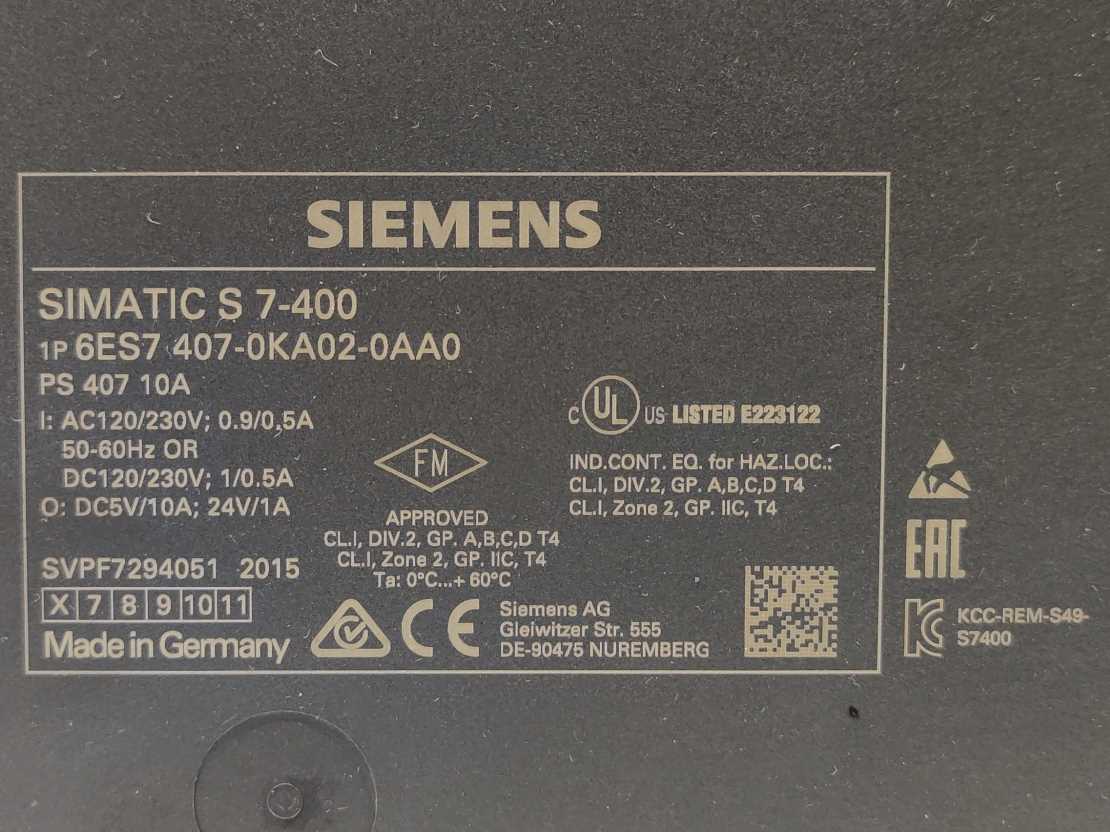 SIEMENS
SIMATIC S 7-400
1P 6ES7 407-0KA02-0AA0
PS 407 10A
I: AC120/230V; 0.9/0,5A
50-60Hz OR
DC120/230V; 1/0.5A
O: DC5V/10A; 24V/1A
SVPF7294051 2015
X 7 8 9 10 11
Made in Germany
FM
APPROVED
CL.I, DIV.2, GP. A,B,C,D T4
CL.I, Zone 2, GP. IIC, T4
Ta: 0°C...+ 60°C
C UL US LISTED E223122
IND.CONT. EQ. for HAZ.LOC.:
CL.I, DIV.2, GP. A,B,C,D T4
CL.I, Zone 2, GP. IIC, T4
CE
Siemens AG
Gleiwitzer Str. 555
DE-90475 NUREMBERG
EAC
KCC-REM-S49-
S7400